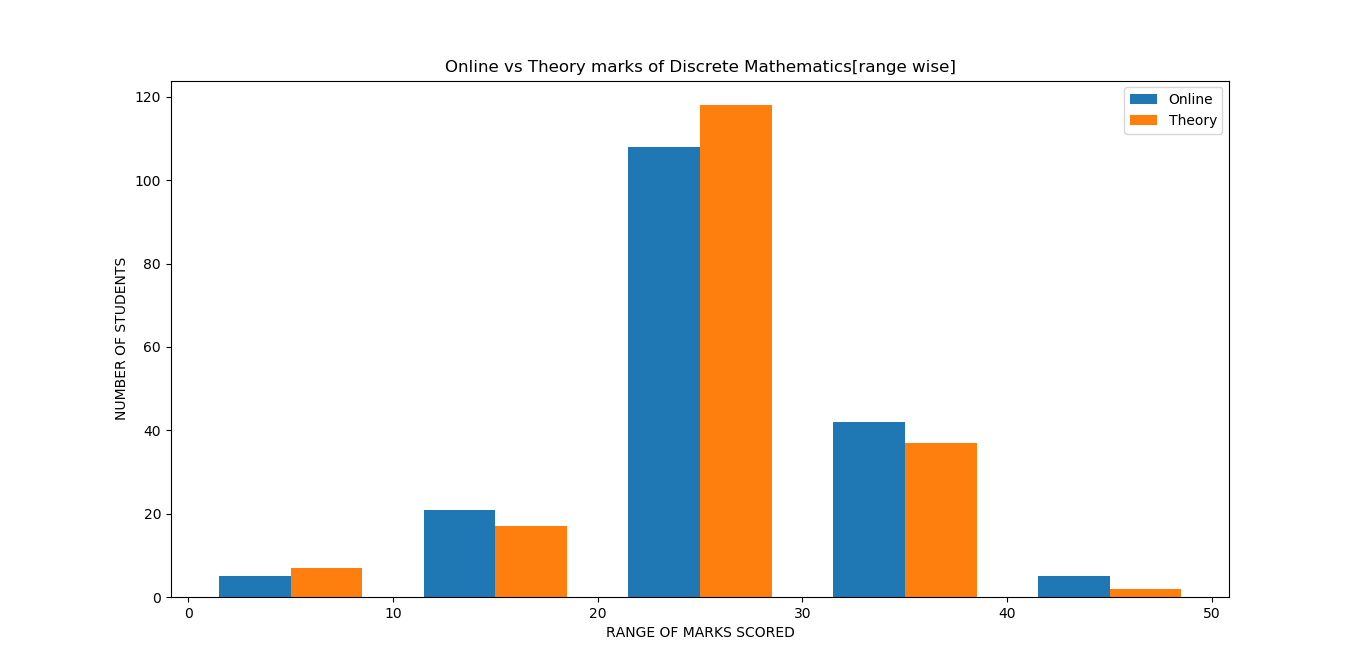 Online vs Theory marks of Discrete Mathematics[range wise]
Online
Theory
NUMBER OF STUDENTS
120
100
80
60
40
20
0
0 10 20 30 40 50
RANGE OF MARKS SCORED